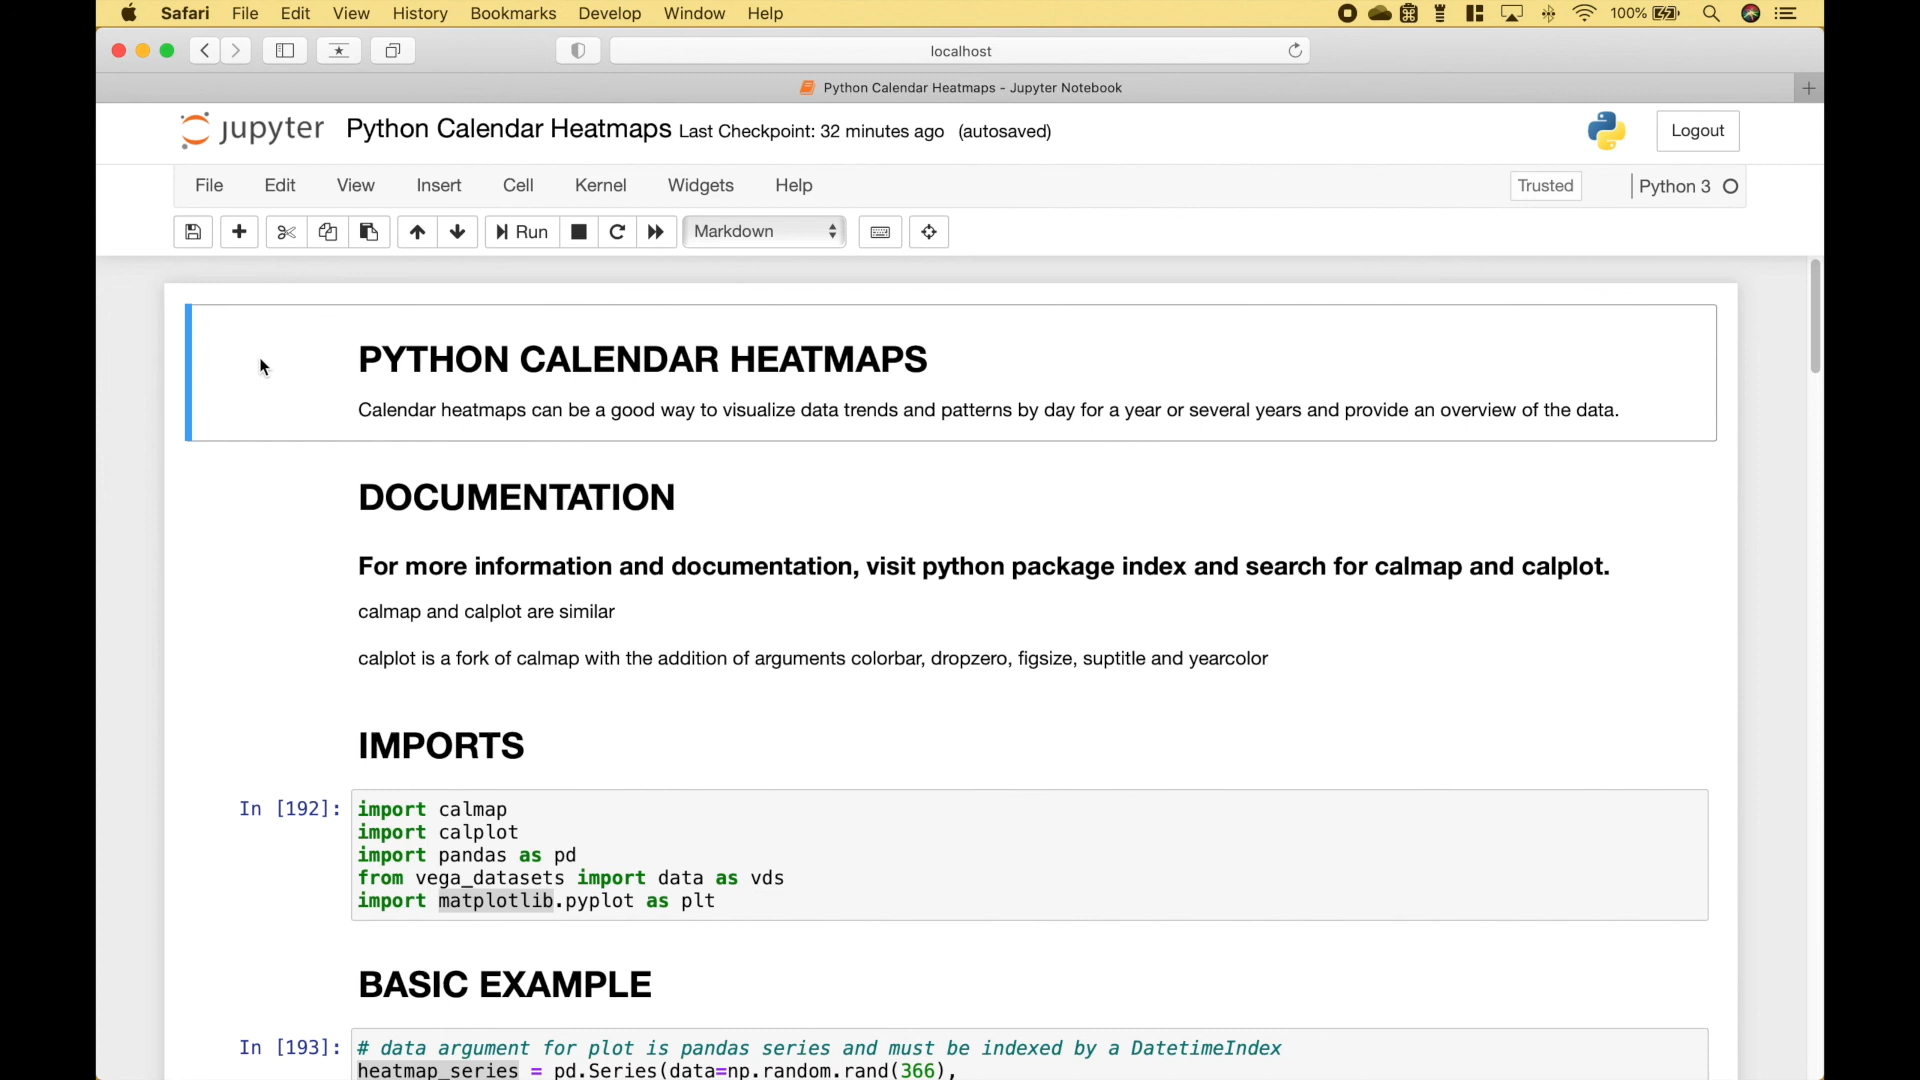 Safari File Edit View History Bookmarks Develop Window Help 100%
localhost
Python Calendar Heatmaps - Jupyter Notebook
jupyter Python Calendar Heatmaps Last Checkpoint: 32 minutes ago (autosaved) Logout
File Edit View Insert Cell Kernel Widgets Help Trusted Python 3
Run Markdown
PYTHON CALENDAR HEATMAPS
Calendar heatmaps can be a good way to visualize data trends and patterns by day for a year or several years and provide an overview of the data.
DOCUMENTATION
For more information and documentation, visit python package index and search for calmap and calplot.
calmap and calplot are similar
calplot is a fork of calmap with the addition of arguments colorbar, dropzero, figsize, suptitle and yearcolor
IMPORTS
In [192]: import calmap
import calplot
import pandas as pd
from vega_datasets import data as vds
import matplotlib.pyplot as plt
BASIC EXAMPLE
In [193]: # data argument for plot is pandas series and must be indexed by a DatetimeIndex
heatmap_series = pd.Series(data=np.random.rand(366),